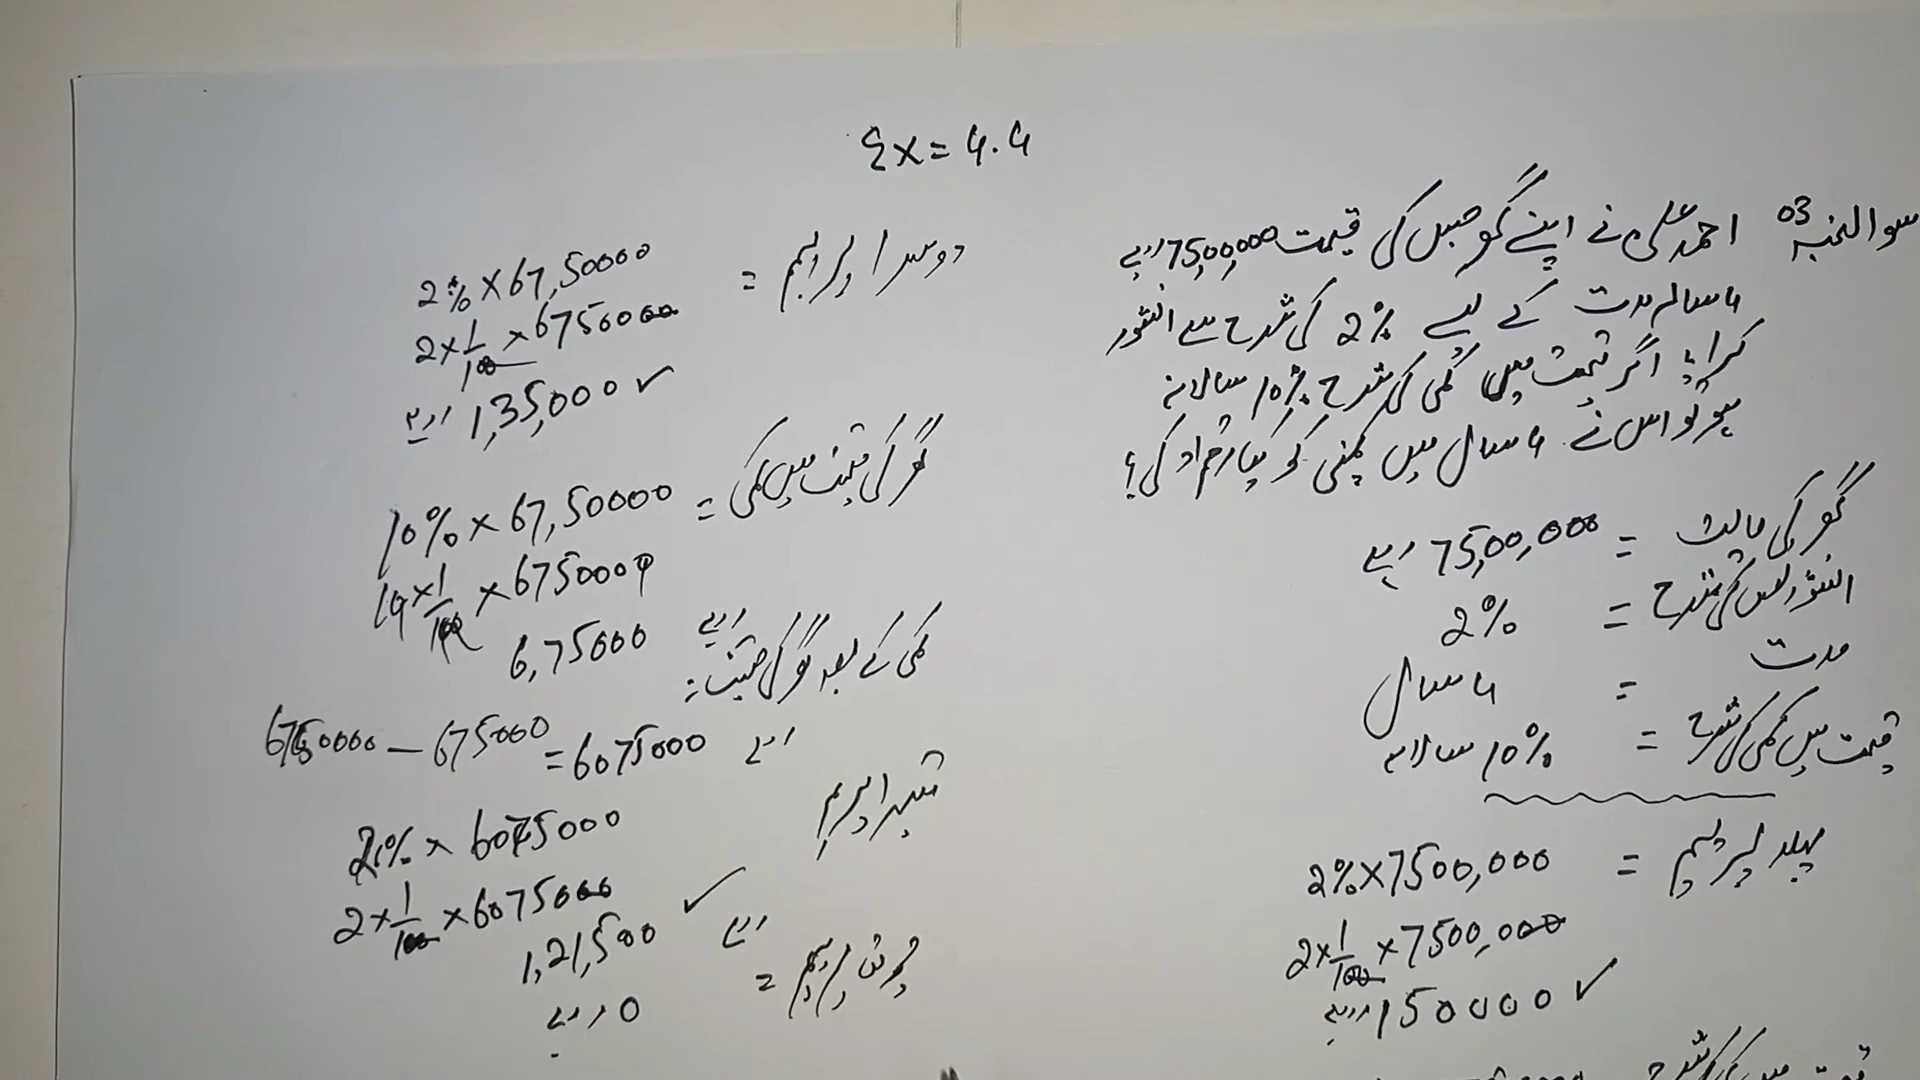 Ex = 4.4
سوال نمبر 03 احمد علی نے اپنے گھر جس کی قیمت 75,00,000 روپے
4 سالہ مدت کے لیے 2% کی شرح سے انشور
کرایا اگر قیمت میں کمی کی شرح 10% سالانہ
ہو تو اس نے 4 سال میں کمپنی کو کیا رقم ادا کی؟
گھر کی مالیت = 75,00,000 روپے
انشورنس کی شرح = 2%
مدت = 4 سال
قیمت میں کمی کی شرح = 10% سالانہ
پہلا پریمیم = 2% × 7500,000
2 × 1/100 × 7500,000
150000 روپے ✓
دوسرا پریمیم = 2% × 67,50000
2 × 1/100 × 6750000
1,35,000 روپے ✓
گھر کی قیمت میں کمی = 10% × 67,50000
10 × 1/100 × 6750000
6,75000 روپے
کمی کے بعد گھر کی قیمت =
6750000 – 675000 = 6075000 روپے
تیسرا پریمیم
2% × 6075000
2 × 1/100 × 6075000
1,21,500 روپے ✓
چوتھا پریمیم = 0 روپے